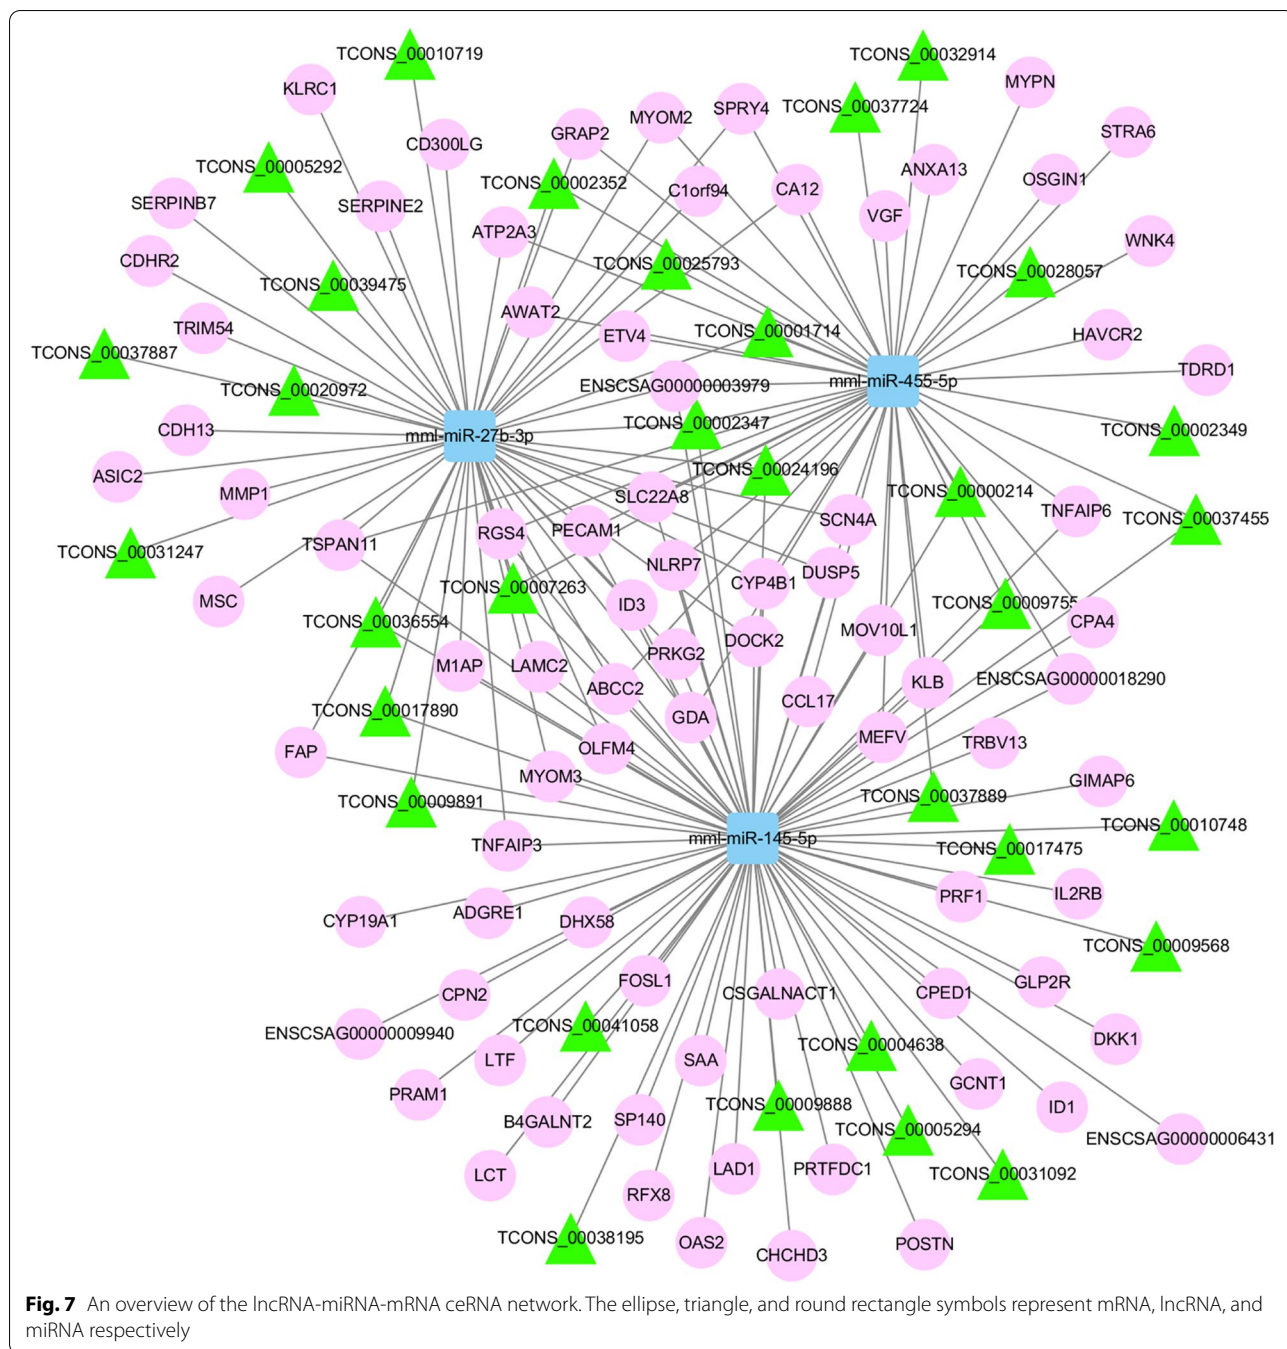 TCONS_00010719
TCONS_00032914
KLRC1
MYPN
TCONS_00037724
SPRY4
MYOM2
GRAP2
STRA6
CD300LG
TCONS_00005292
ANXA13
OSGIN1
TCONS_00002352
C1orf94
CA12
SERPINB7
SERPINE2
VGF
ATP2A3
WNK4
CDHR2
TCONS_00025793
TCONS_00028057
TCONS_00039475
AWAT2
TRIM54
ETV4
TCONS_00001714
HAVCR2
TCONS_00037887
TDRD1
TCONS_00020972
ENSCSAG00000003979
mml-miR-455-5p
TCONS_00002347
CDH13
mml-miR-27b-3p
TCONS_00002349
ASIC2
TCONS_00024196
MMP1
SLC22A8
TCONS_00000214
TNFAIP6
SCN4A
TCONS_00037455
RGS4
PECAM1
TSPAN11
TCONS_00031247
NLRP7
DUSP5
CYP4B1
TCONS_00007263
MSC
ID3
TCONS_00009755
TCONS_00036554
CPA4
MOV10L1
DOCK2
PRKG2
M1AP
LAMC2
ENSCSAG00000018290
KLB
ABCC2
CCL17
TCONS_00017890
GDA
MEFV
TRBV13
FAP
OLFM4
MYOM3
GIMAP6
TCONS_00037889
TCONS_00009891
TCONS_00010748
mml-miR-145-5p
TNFAIP3
TCONS_00017475
PRF1
IL2RB
CYP19A1
ADGRE1
DHX58
TCONS_00009568
FOSL1
GLP2R
CSGALNACT1
CPED1
CPN2
TCONS_00041058
ENSCSAG00000009940
DKK1
TCONS_00004638
LTF
SAA
GCNT1
PRAM1
TCONS_00009888
ID1
B4GALNT2
SP140
TCONS_00005294
ENSCSAG00000006431
LCT
LAD1
PRTFDC1
TCONS_00031092
RFX8
TCONS_00038195
OAS2
POSTN
CHCHD3
Fig. 7 An overview of the lncRNA-miRNA-mRNA ceRNA network. The ellipse, triangle, and round rectangle symbols represent mRNA, lncRNA, and
miRNA respectively